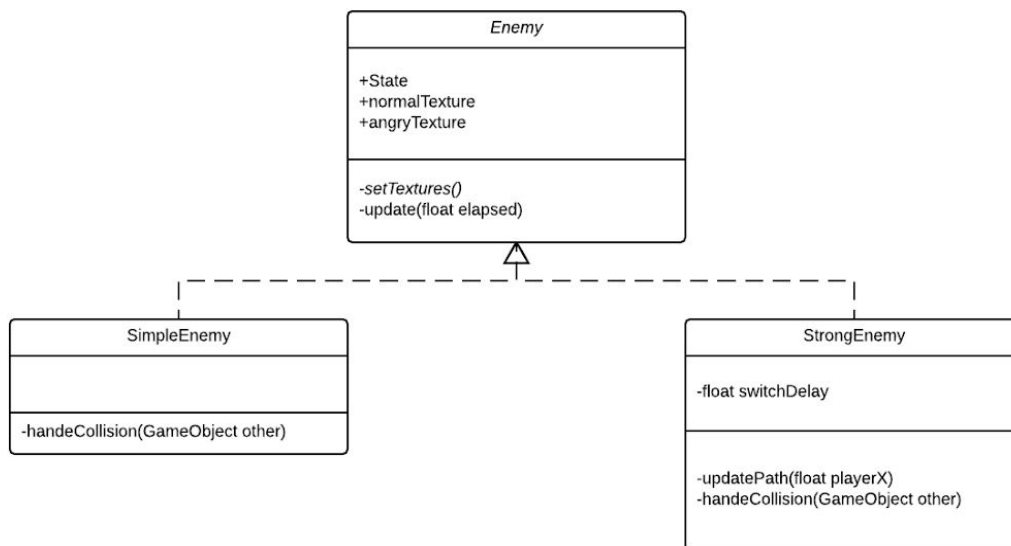 Enemy
+State
+normalTexture
+angryTexture
-setTextures()
-update(float elapsed)
SimpleEnemy
-handeCollision(GameObject other)
StrongEnemy
-float switchDelay
-updatePath(float playerX)
-handeCollision(GameObject other)